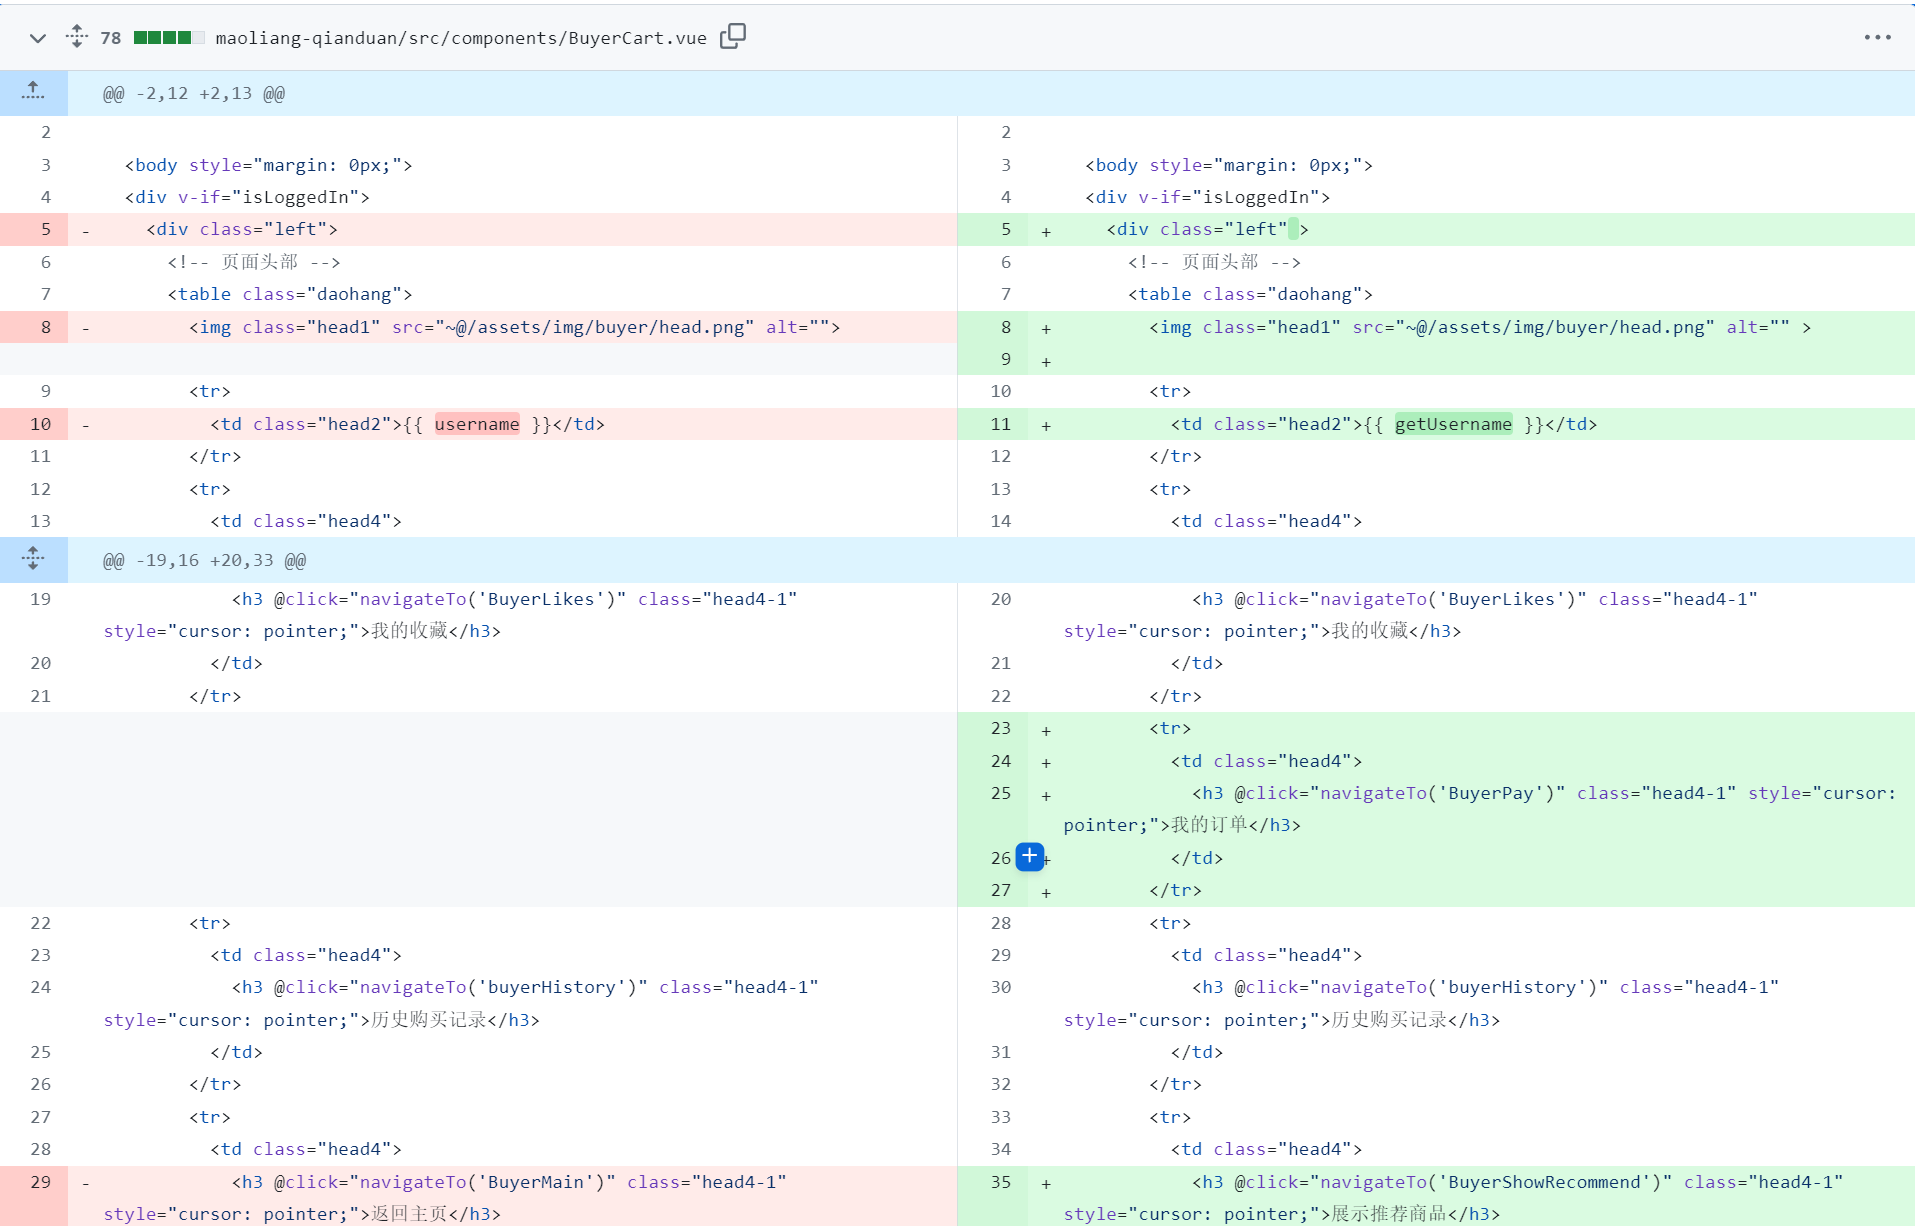 78 maoliang-qianduan/src/components/BuyerCart.vue
@@ -2,12 +2,13 @@
2
3 <body style="margin: 0px;">
4 <div v-if="isLoggedIn">
5 - <div class="left">
6 <!-- 页面头部 -->
7 <table class="daohang">
8 - <img class="head1" src="~@/assets/img/buyer/head.png" alt="">
9 <tr>
10 - <td class="head2">{{ username }}</td>
11 </tr>
12 <tr>
13 <td class="head4">
2
3 <body style="margin: 0px;">
4 <div v-if="isLoggedIn">
5 + <div class="left" >
6 <!-- 页面头部 -->
7 <table class="daohang">
8 + <img class="head1" src="~@/assets/img/buyer/head.png" alt="" >
9 +
10 <tr>
11 + <td class="head2">{{ getUsername }}</td>
12 </tr>
13 <tr>
14 <td class="head4">
@@ -19,16 +20,33 @@
19 <h3 @click="navigateTo('BuyerLikes')" class="head4-1"
style="cursor: pointer;">我的收藏</h3>
20 </td>
21 </tr>
22 <tr>
23 <td class="head4">
24 <h3 @click="navigateTo('buyerHistory')" class="head4-1"
style="cursor: pointer;">历史购买记录</h3>
25 </td>
26 </tr>
27 <tr>
28 <td class="head4">
29 - <h3 @click="navigateTo('BuyerMain')" class="head4-1"
style="cursor: pointer;">返回主页</h3>
20 <h3 @click="navigateTo('BuyerLikes')" class="head4-1"
style="cursor: pointer;">我的收藏</h3>
21 </td>
22 </tr>
23 + <tr>
24 + <td class="head4">
25 + <h3 @click="navigateTo('BuyerPay')" class="head4-1" style="cursor:
pointer;">我的订单</h3>
26 + </td>
27 + </tr>
28 <tr>
29 <td class="head4">
30 <h3 @click="navigateTo('buyerHistory')" class="head4-1"
style="cursor: pointer;">历史购买记录</h3>
31 </td>
32 </tr>
33 <tr>
34 <td class="head4">
35 + <h3 @click="navigateTo('BuyerShowRecommend')" class="head4-1"
style="cursor: pointer;">展示推荐商品</h3>